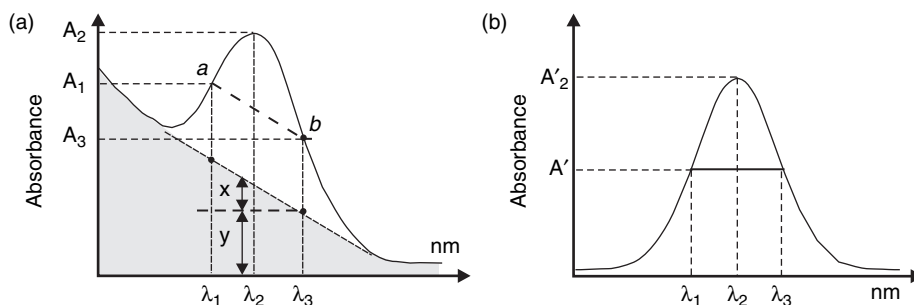 (a)
Absorbance
A₂
A₁
A₃
a
b
x
y
nm
λ₁ λ₂ λ₃
(b)
Absorbance
A'₂
A'
nm
λ₁ λ₂ λ₃